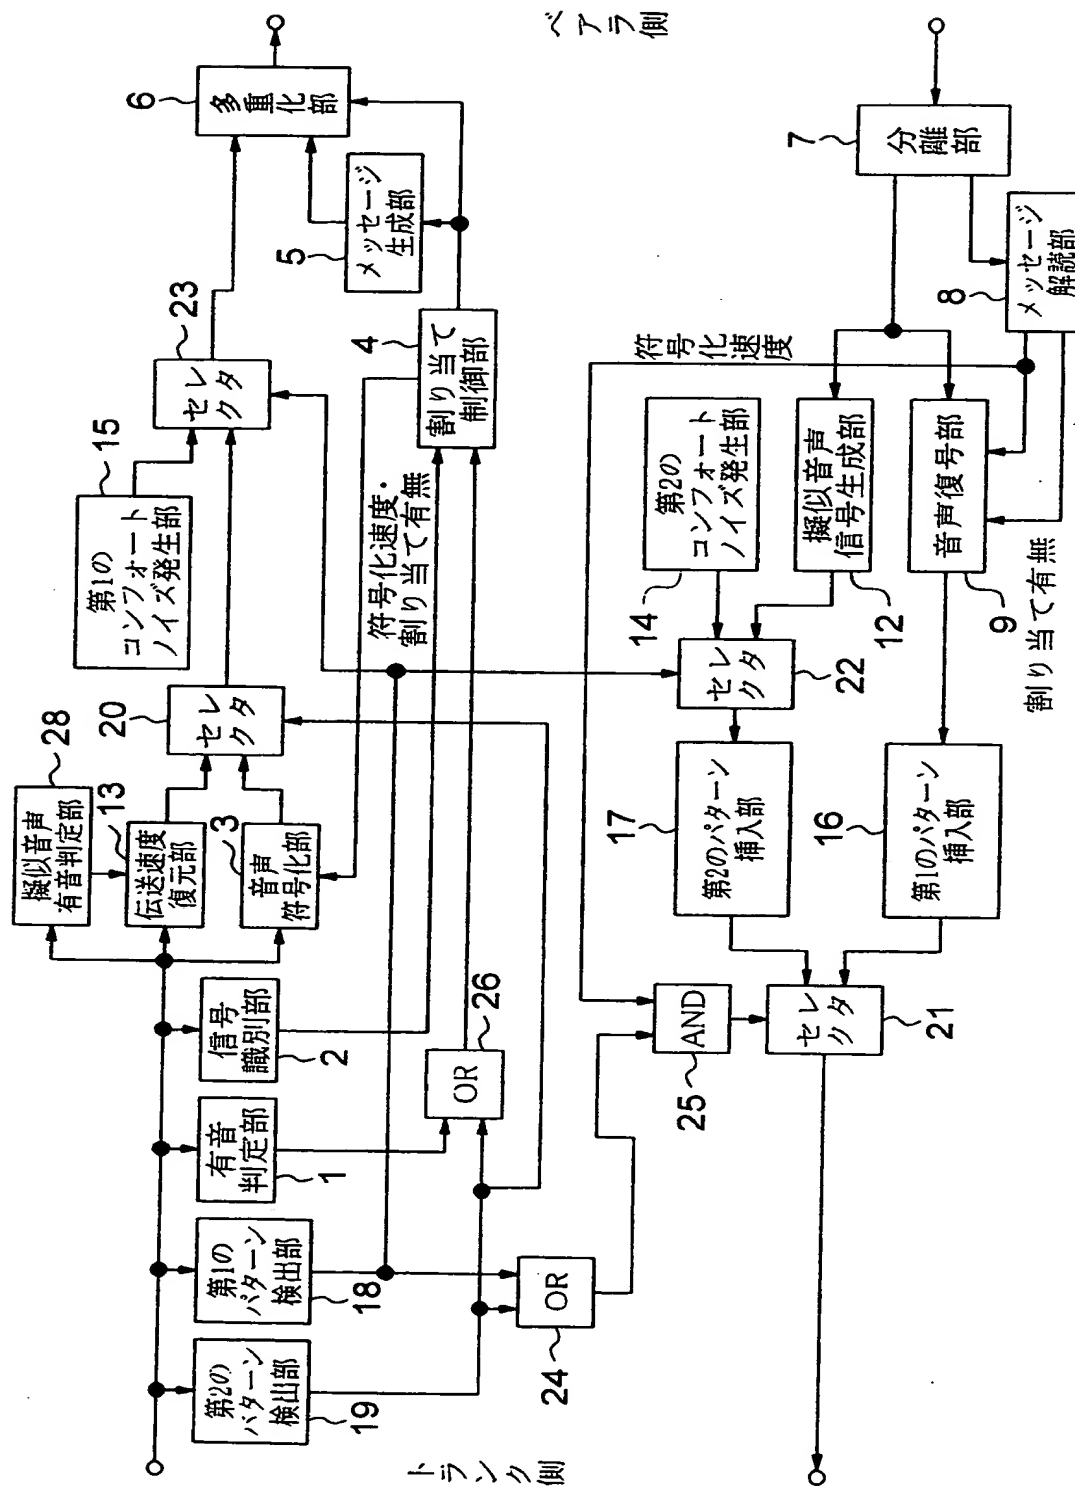 トランク側
ベアラ側
第2の
パターン
検出部
19
第1の
パターン
検出部
18
有音
判定部
1
信号
識別部
2
擬似音声
有音判定部
28
伝送速度
復元部
13
音声
符号化部
3
セレ
クタ
20
第1の
コンフォート
ノイズ発生部
15
セレ
クタ
23
多重
化部
6
メッセージ
生成部
5
割り当て
制御部
4
符号化速度・
割り当て有無
OR
26
OR
24
AND
25
セレ
クタ
21
第2のパターン
挿入部
17
第1のパターン
挿入部
16
セレ
クタ
22
第2の
コンフォート
ノイズ発生部
14
擬似音声
信号生成部
12
音声復号部
9
符号化速度
割り当て有無
分離
部
7
メッセージ
解読部
8